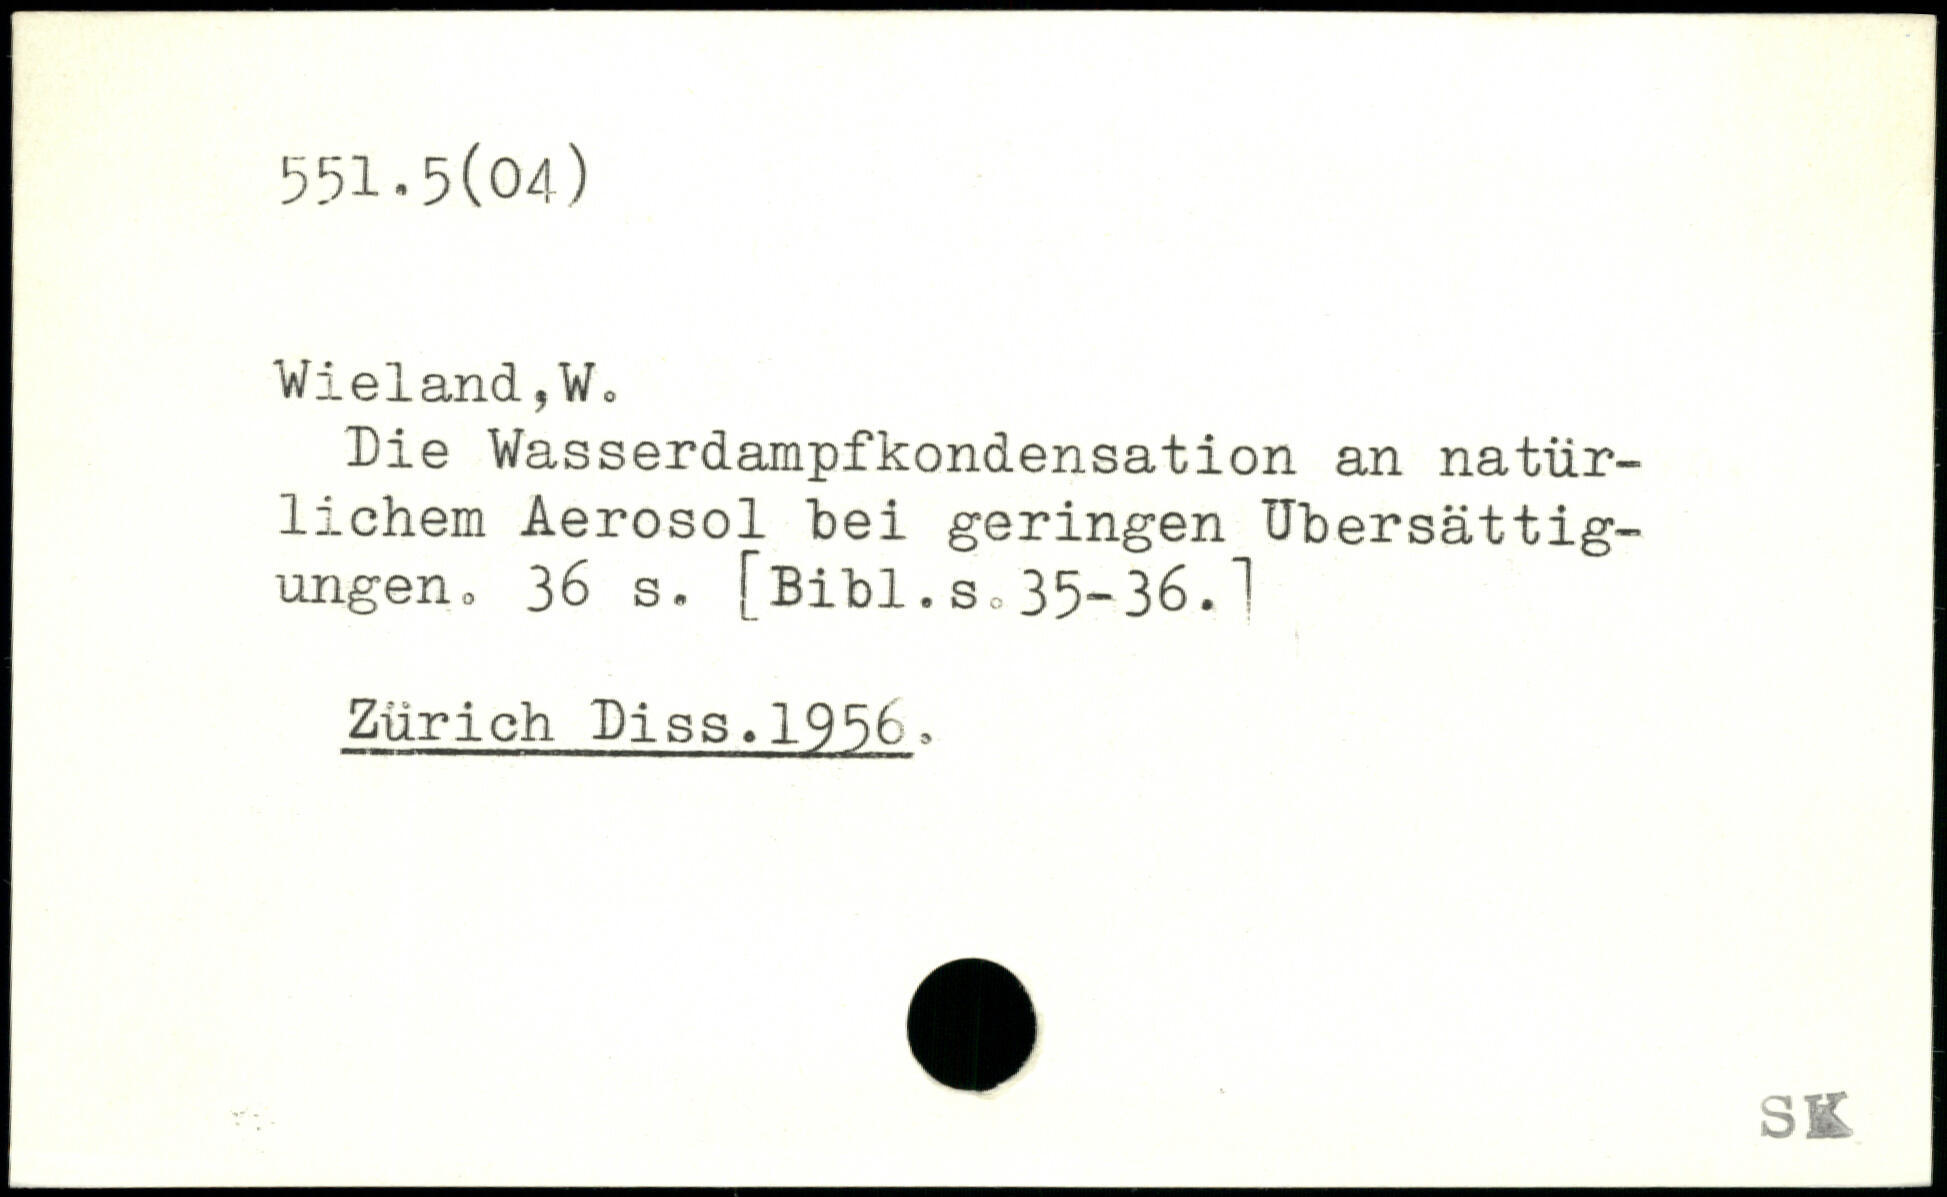 551.5(04)
Wieland,W.
Die Wasserdampfkondensation an natür-
lichem Aerosol bei geringen Übersättig-
ungen. 36 s. [Bibl.s.35-36.]
Zürich Diss.1956.
SK